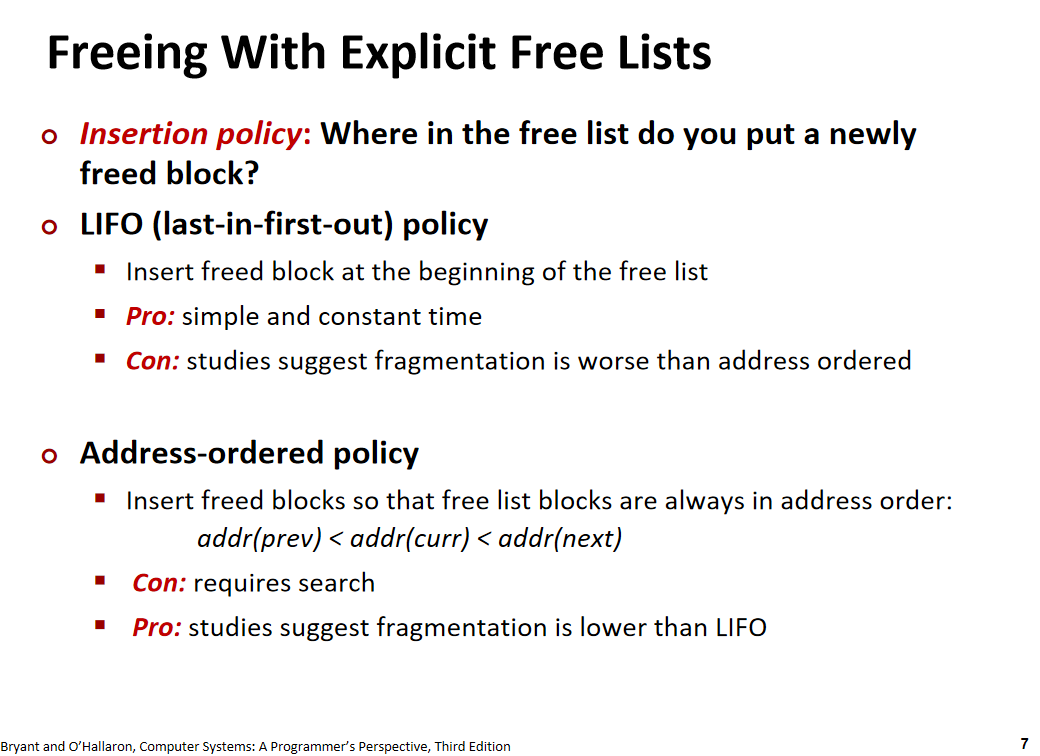 Freeing With Explicit Free Lists
Insertion policy: Where in the free list do you put a newly
freed block?
LIFO (last-in-first-out) policy
Insert freed block at the beginning of the free list
Pro: simple and constant time
Con: studies suggest fragmentation is worse than address ordered
Address-ordered policy
Insert freed blocks so that free list blocks are always in address order:
addr(prev) < addr(curr) < addr(next)
Con: requires search
Pro: studies suggest fragmentation is lower than LIFO
Bryant and O’Hallaron, Computer Systems: A Programmer’s Perspective, Third Edition
7